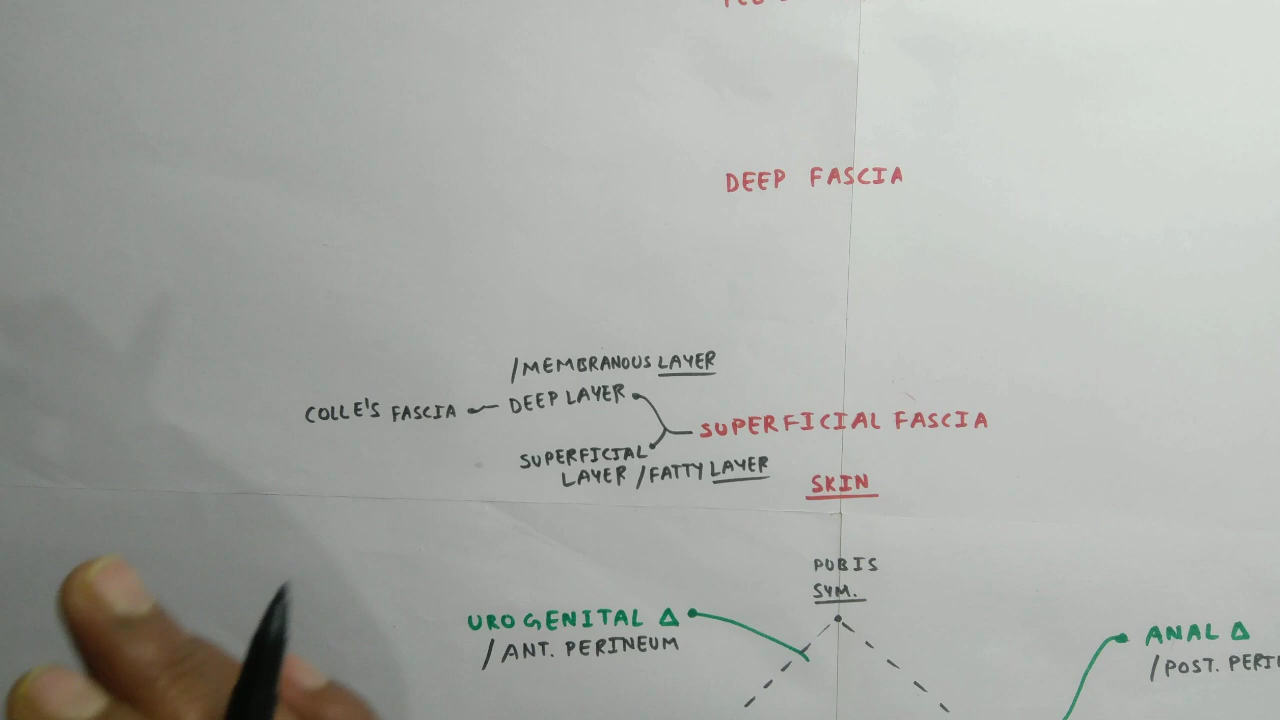 DEEP FASCIA
/MEMBRANOUS LAYER
COLLE'S FASCIA DEEP LAYER
SUPERFICIAL FASCIA
SUPERFICIAL
LAYER /FATTY LAYER
SKIN
PUBIS
SYM.
UROGENITAL Δ
/ ANT. PERINEUM
ANAL Δ
/POST.